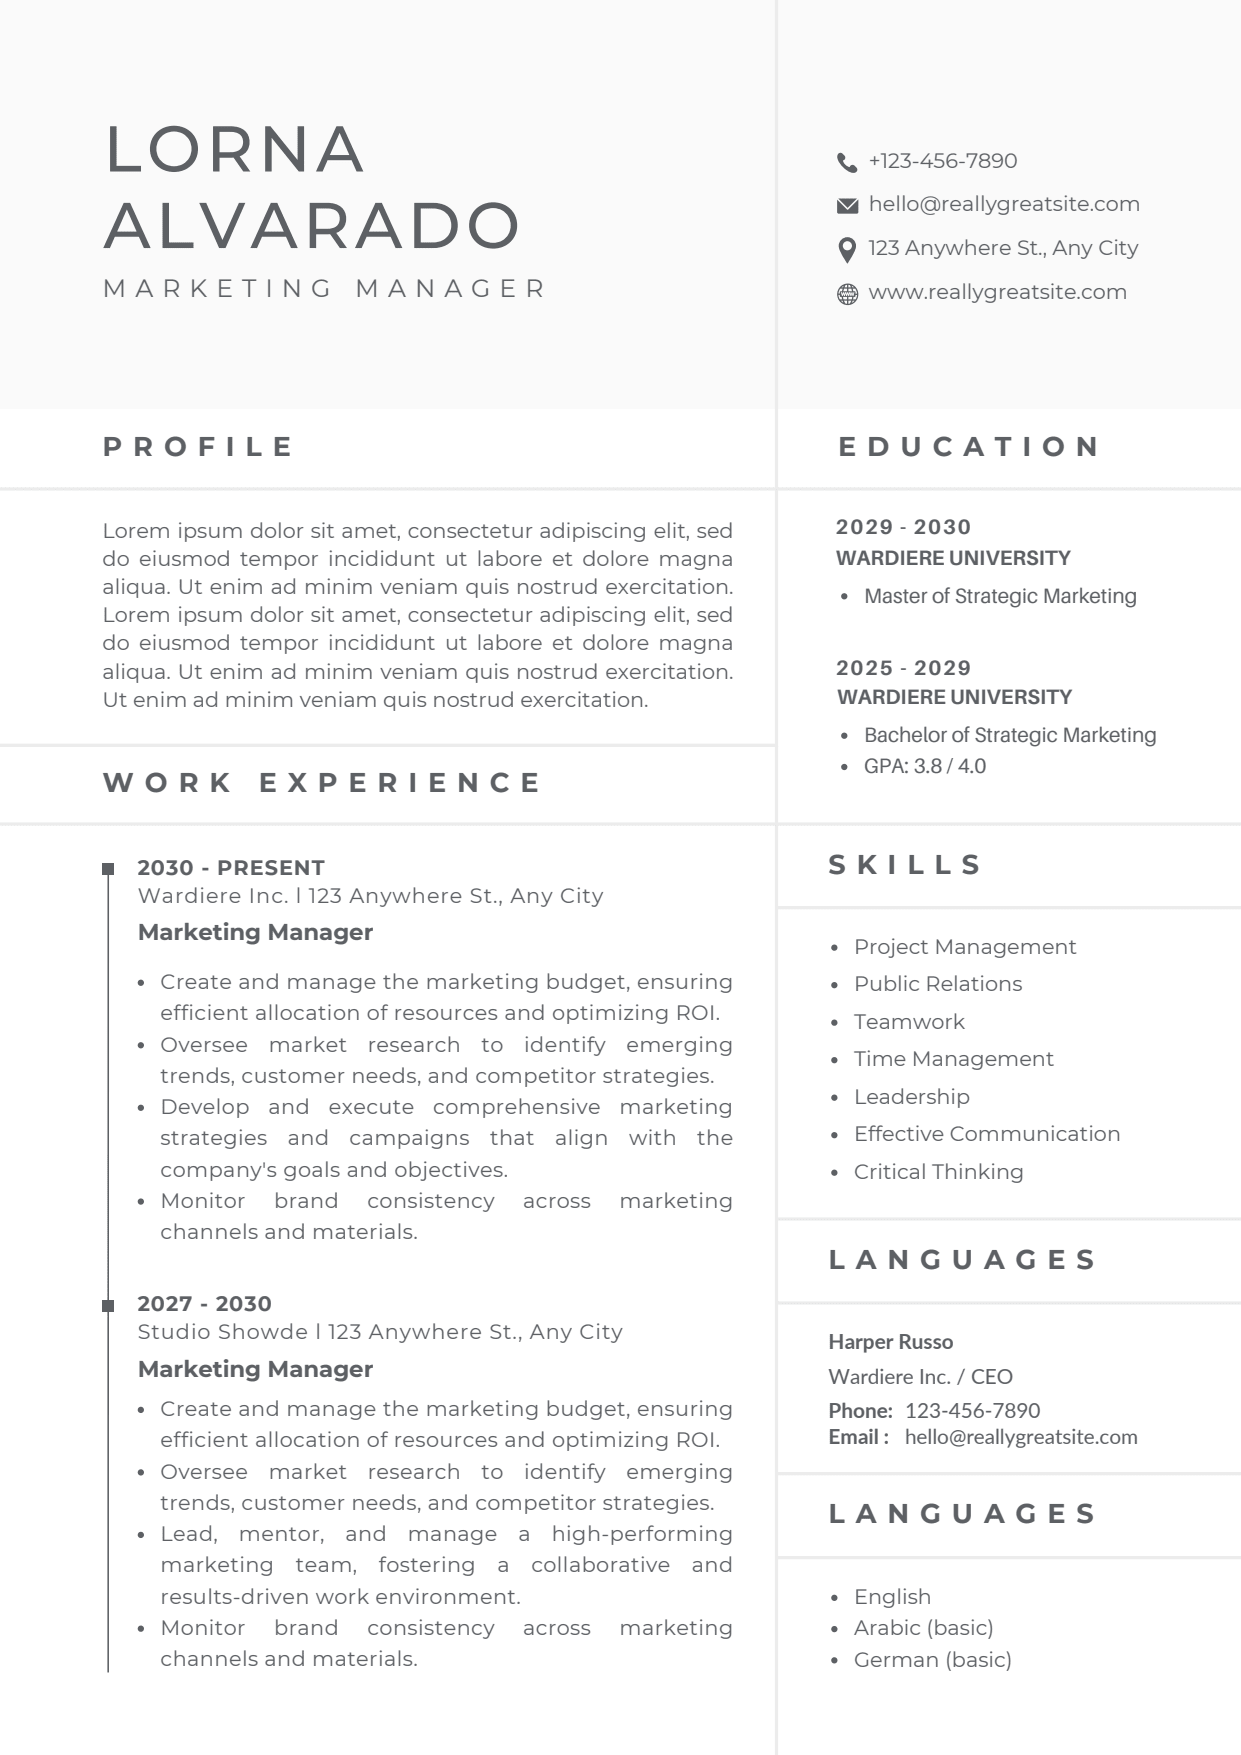 LORNA
ALVARADO
MARKETING MANAGER
+123-456-7890
hello@reallygreatsite.com
123 Anywhere St., Any City
www.reallygreatsite.com
PROFILE
Lorem ipsum dolor sit amet, consectetur adipiscing elit, sed
do eiusmod tempor incididunt ut labore et dolore magna
aliqua. Ut enim ad minim veniam quis nostrud exercitation.
Lorem ipsum dolor sit amet, consectetur adipiscing elit, sed
do eiusmod tempor incididunt ut labore et dolore magna
aliqua. Ut enim ad minim veniam quis nostrud exercitation.
Ut enim ad minim veniam quis nostrud exercitation.
WORK EXPERIENCE
2030 - PRESENT
Wardiere Inc. l 123 Anywhere St., Any City
Marketing Manager
• Create and manage the marketing budget, ensuring
efficient allocation of resources and optimizing ROI.
• Oversee market research to identify emerging
trends, customer needs, and competitor strategies.
• Develop and execute comprehensive marketing
strategies and campaigns that align with the
company's goals and objectives.
• Monitor brand consistency across marketing
channels and materials.
2027 - 2030
Studio Showde l 123 Anywhere St., Any City
Marketing Manager
• Create and manage the marketing budget, ensuring
efficient allocation of resources and optimizing ROI.
• Oversee market research to identify emerging
trends, customer needs, and competitor strategies.
• Lead, mentor, and manage a high-performing
marketing team, fostering a collaborative and
results-driven work environment.
• Monitor brand consistency across marketing
channels and materials.
EDUCATION
2029 - 2030
WARDIERE UNIVERSITY
• Master of Strategic Marketing
2025 - 2029
WARDIERE UNIVERSITY
• Bachelor of Strategic Marketing
• GPA: 3.8 / 4.0
SKILLS
• Project Management
• Public Relations
• Teamwork
• Time Management
• Leadership
• Effective Communication
• Critical Thinking
LANGUAGES
Harper Russo
Wardiere Inc. / CEO
Phone: 123-456-7890
Email : hello@reallygreatsite.com
LANGUAGES
• English
• Arabic (basic)
• German (basic)